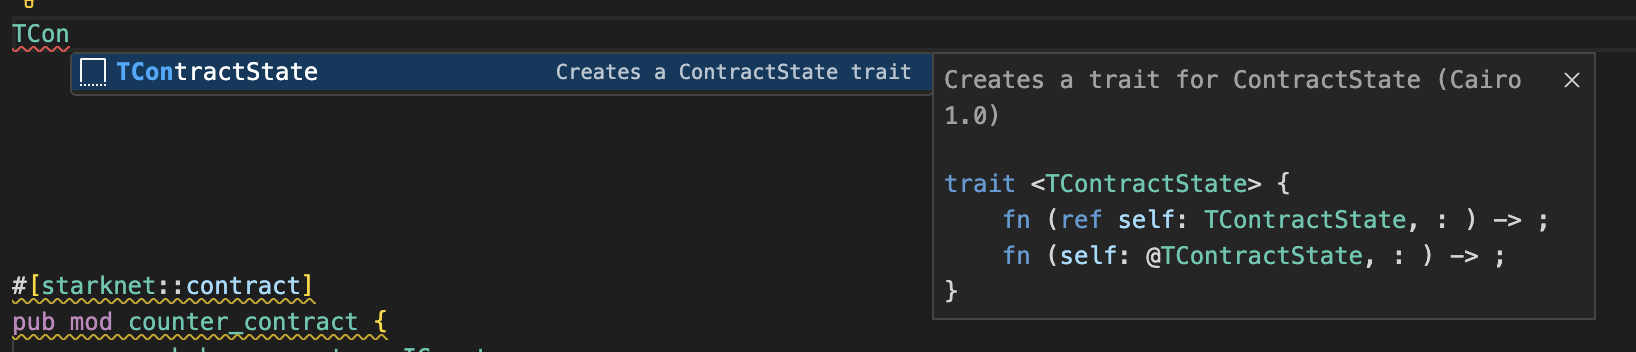 TCon
TContractState Creates a ContractState trait
Creates a trait for ContractState (Cairo
1.0)
trait <TContractState> {
fn (ref self: TContractState, : ) -> ;
fn (self: @TContractState, : ) -> ;
}
#[starknet::contract]
pub mod counter_contract {